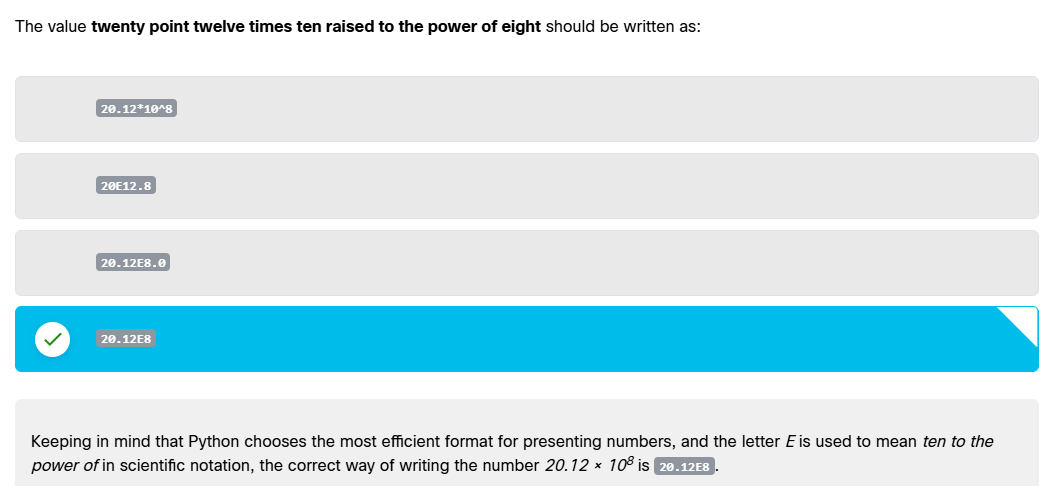 The value twenty point twelve times ten raised to the power of eight should be written as:
20.12*10^8
20E12.8
20.12E8.0
20.12E8
Keeping in mind that Python chooses the most efficient format for presenting numbers, and the letter E is used to mean ten to the
power of in scientific notation, the correct way of writing the number 20.12 × 10⁸ is 20.12E8.